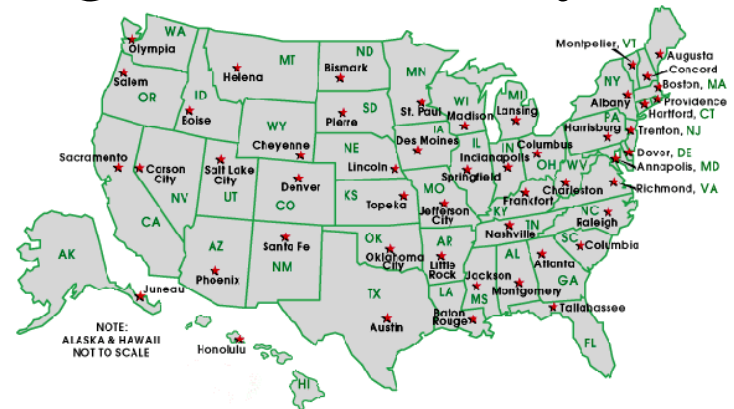 WA
Olympia
Salem
OR
ID
Boise
MT
Helena
ND
Bismark
SD
Pierre
WY
Cheyenne
NE
Lincoln
MN
St. Paul
WI
Madison
MI
Lansing
IA
Des Moines
IL
Springfield
IN
Indianapolis
Columbus
OH
WV
Charleston
Sacramento
Carson
City
NV
CA
Salt Lake
City
UT
Denver
CO
KS
Topeka
MO
Jefferson
City
Frankfort
KY
Nashville
TN
AZ
Phoenix
Santa Fe
NM
OK
Oklahoma
City
AR
Little
Rock
TX
Austin
LA
Baton
Rouge
Jackson
MS
AL
Montgomery
Atlanta
GA
SC
Columbia
NC
Raleigh
Tallabassee
FL
Montpelier, VT
Augusta
Concord
Boston, MA
Providence
Hartford, CT
NY
Albany
PA
Harrisburg
Trenton, NJ
Dover, DE
Annapolis, MD
Richmond, VA
AK
Juneau
NOTE:
ALASKA & HAWAII
NOT TO SCALE
Honolulu
HI